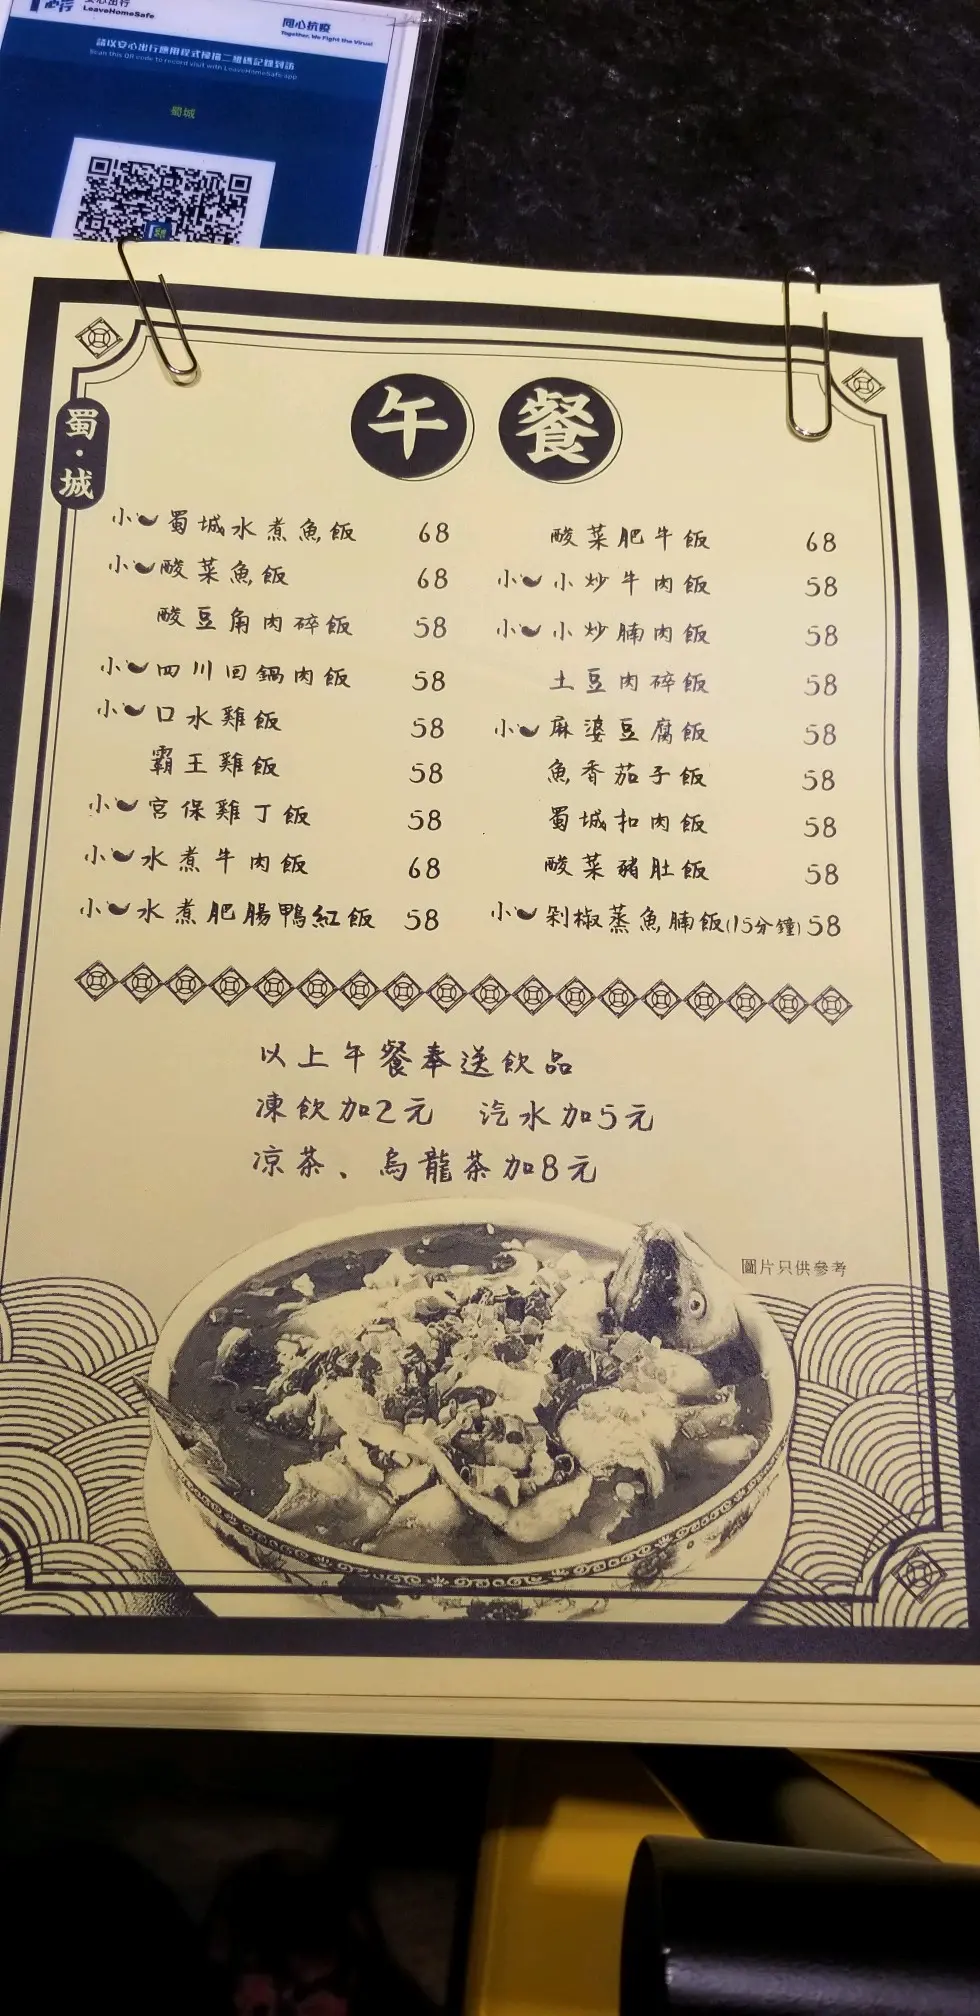 安心出行
LeaveHomeSafe
同心抗疫
Together, We Fight the Virus!
請以安心出行應用程式掃描二維碼記錄到訪
Scan this QR code to record visit with LeaveHomeSafe app
蜀城
蜀·城
午餐
小蜀城水煮魚飯 68
小酸菜魚飯 68
酸豆角肉碎飯 58
小四川回鍋肉飯 58
小口水雞飯 58
霸王雞飯 58
小宮保雞丁飯 58
小水煮牛肉飯 68
小水煮肥腸鴨紅飯 58
酸菜肥牛飯 68
小小炒牛肉飯 58
小小炒腩肉飯 58
土豆肉碎飯 58
小麻婆豆腐飯 58
魚香茄子飯 58
蜀城扣肉飯 58
酸菜豬肚飯 58
小剁椒蒸魚腩飯(15分鐘) 58
以上午餐奉送飲品
凍飲加2元 汽水加5元
涼茶、烏龍茶加8元
圖片只供參考